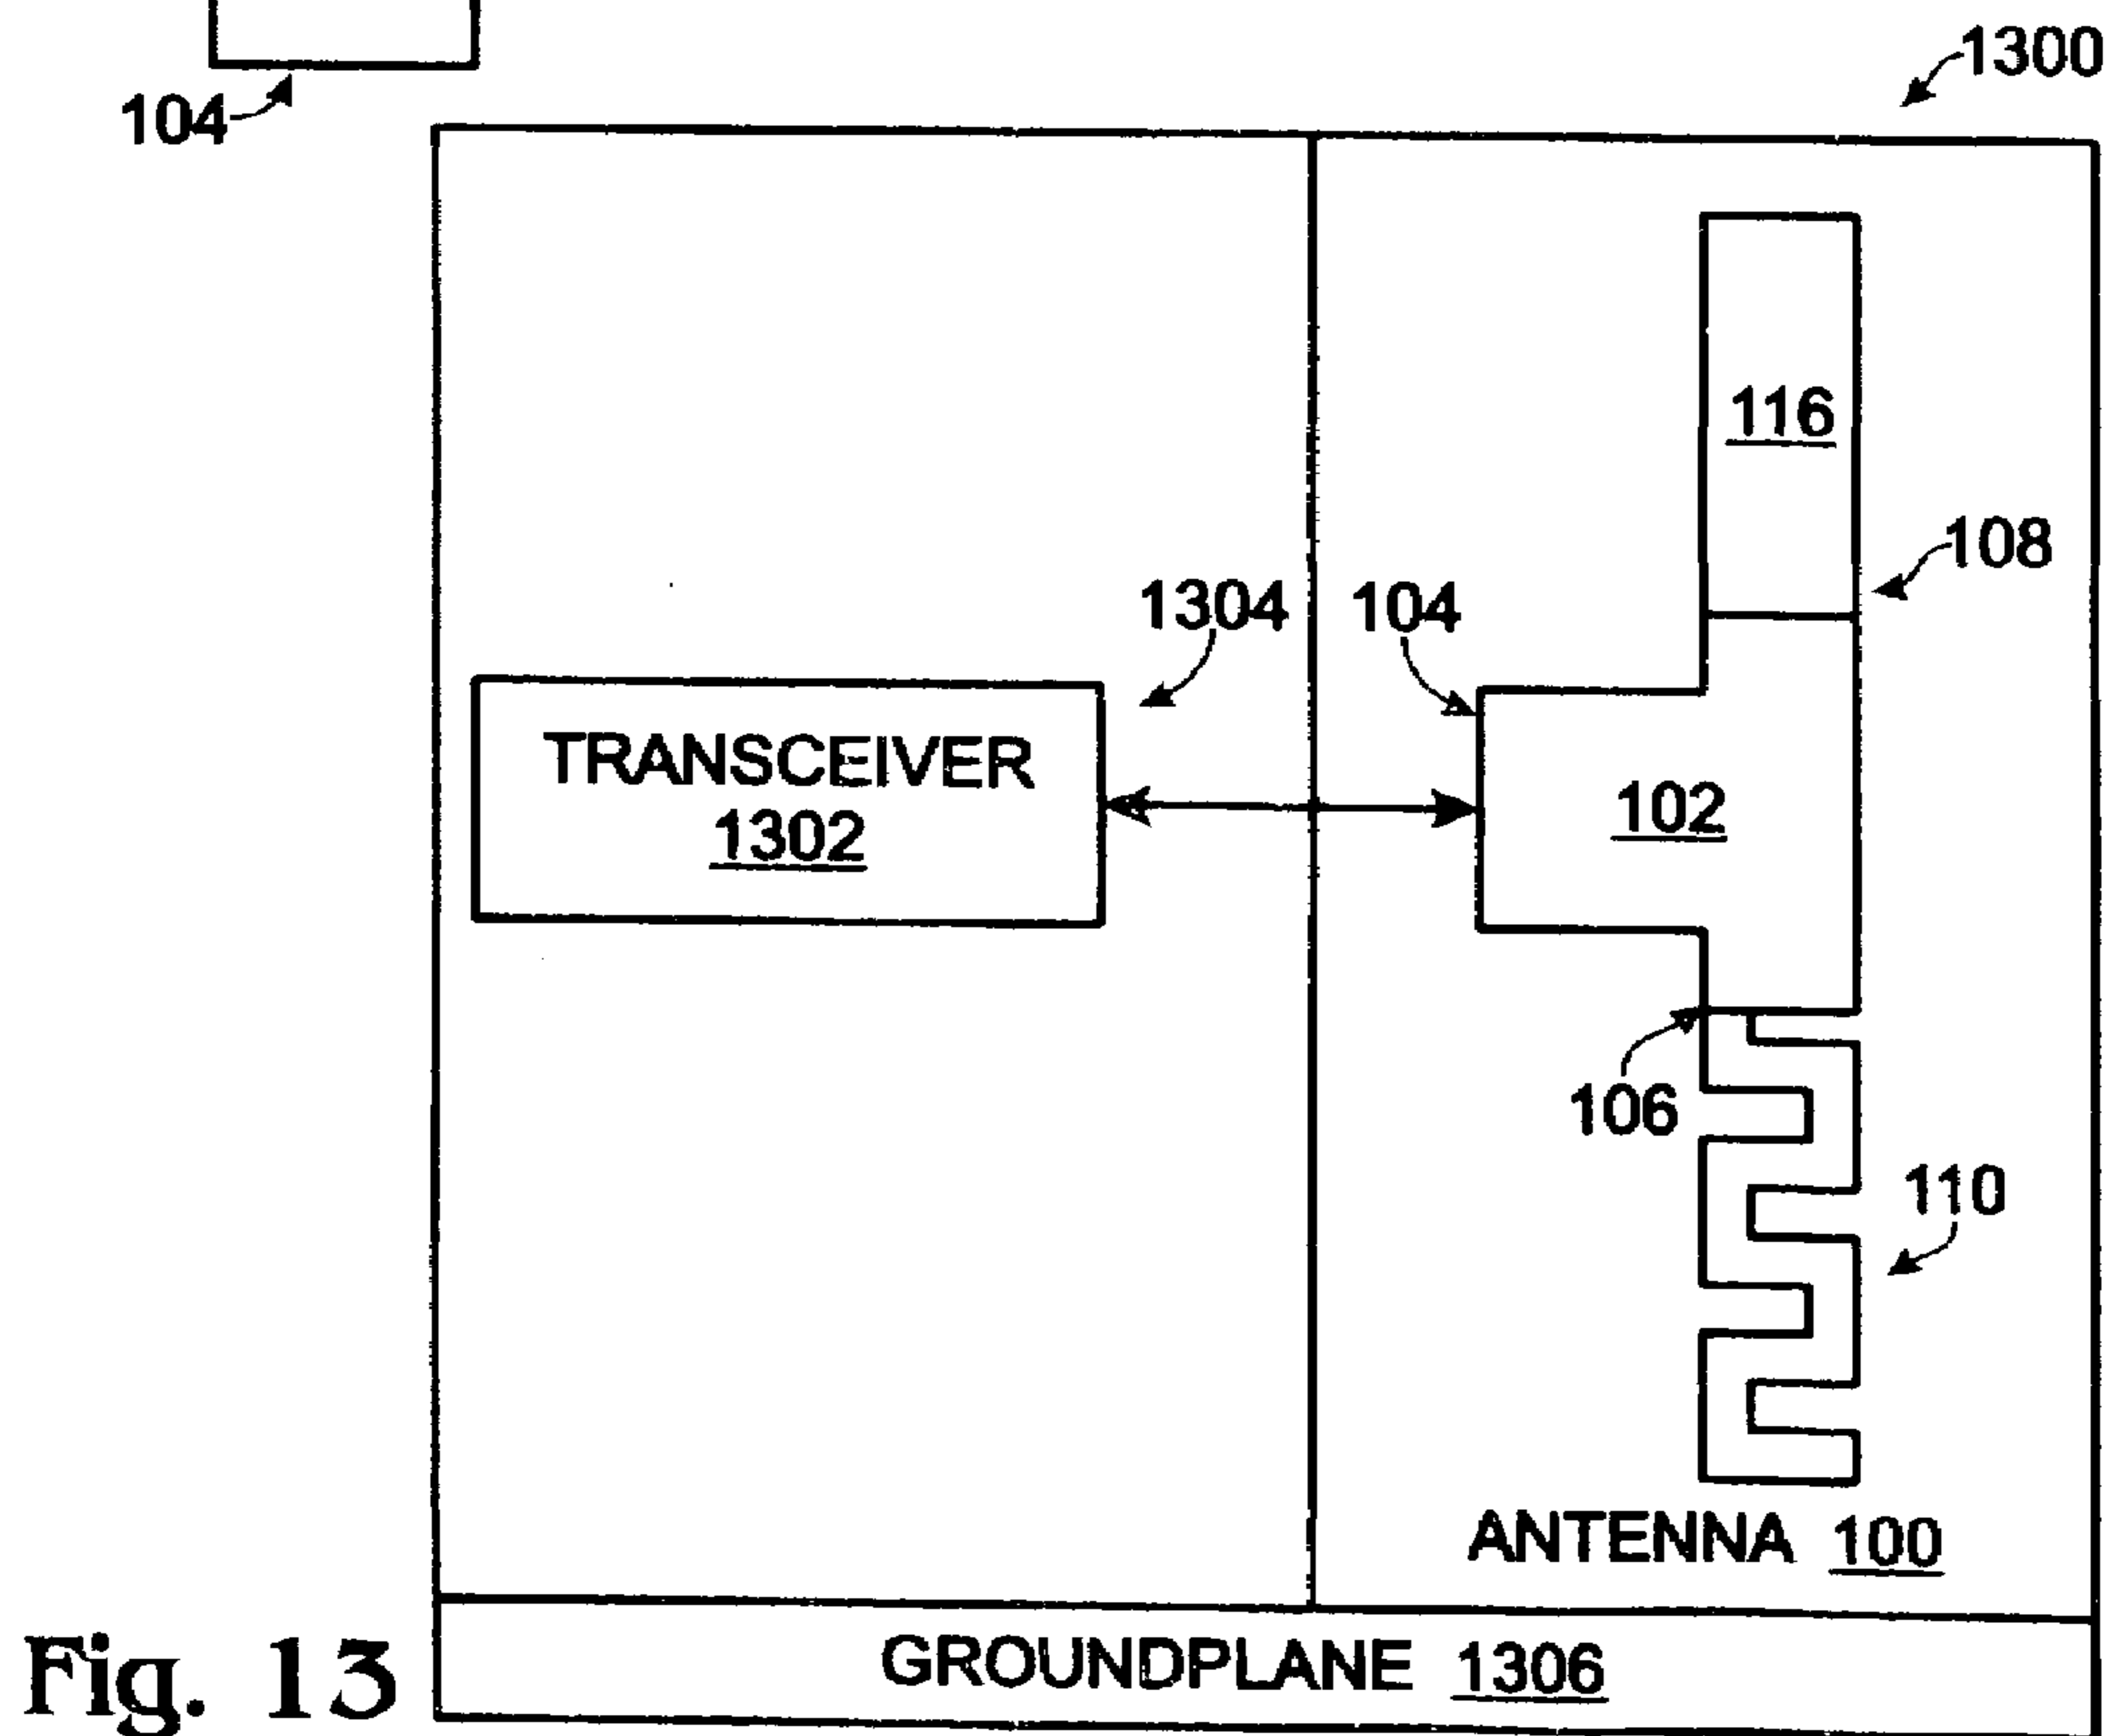 1300
104
116
108
1304
104
TRANSCEIVER
1302
102
106
110
ANTENNA 100
GROUNDPLANE 1306
Fig. 13